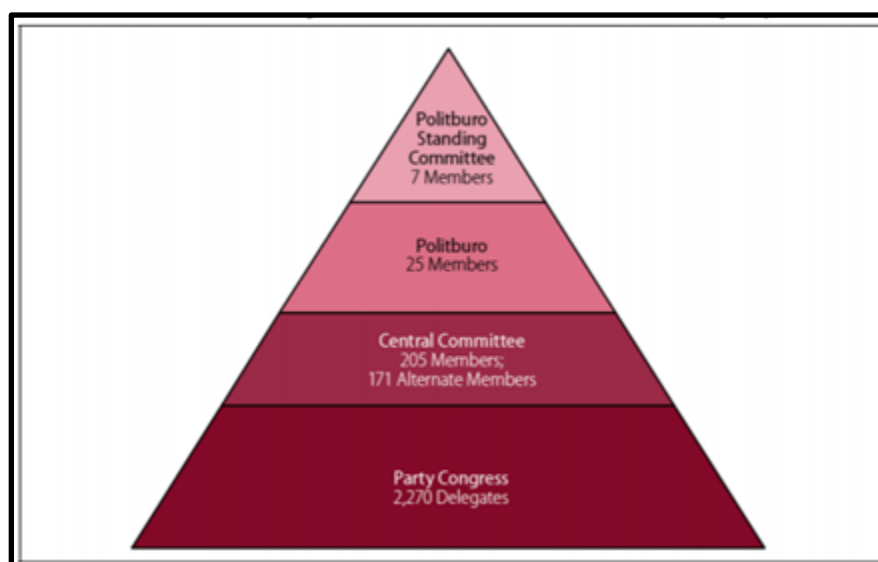 Politburo
Standing
Committee
7 Members
Politburo
25 Members
Central Committee
205 Members;
171 Alternate Members
Party Congress
2,270 Delegates